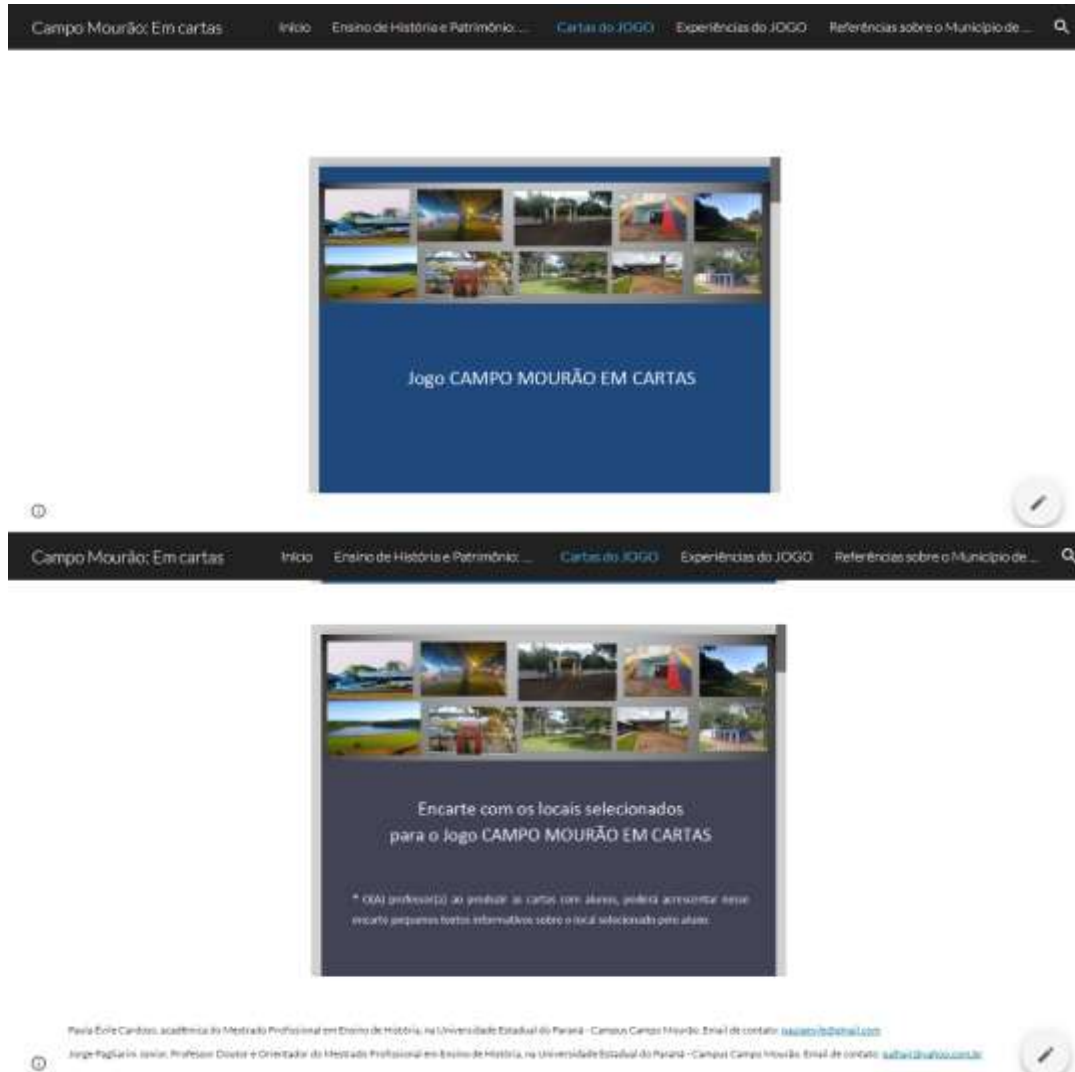 Campo Mourão: Em cartas Início Ensino de História e Patrimônio: ... Cartas do JOGO Experiências do JOGO Referências sobre o Município de ...
Jogo CAMPO MOURÃO EM CARTAS
Campo Mourão: Em cartas Início Ensino de História e Patrimônio: ... Cartas do JOGO Experiências do JOGO Referências sobre o Município de ...
Encarte com os locais selecionados
para o Jogo CAMPO MOURÃO EM CARTAS
* O(A) professor(a) ao produzir as cartas com alunos, poderá acrescentar nesse
encarte pequenos textos informativos sobre o local selecionado pelo aluno.
Cardoso, acadêmica do Mestrado Profissional em Ensino de História, na Universidade Estadual do Paraná - Campus Campo Mourão. Email de contato:
Jorge Pagliarini Junior, Professor Doutor e Orientador do Mestrado Profissional em Ensino de História, na Universidade Estadual do Paraná - Campus Campo Mourão. Email de contato: